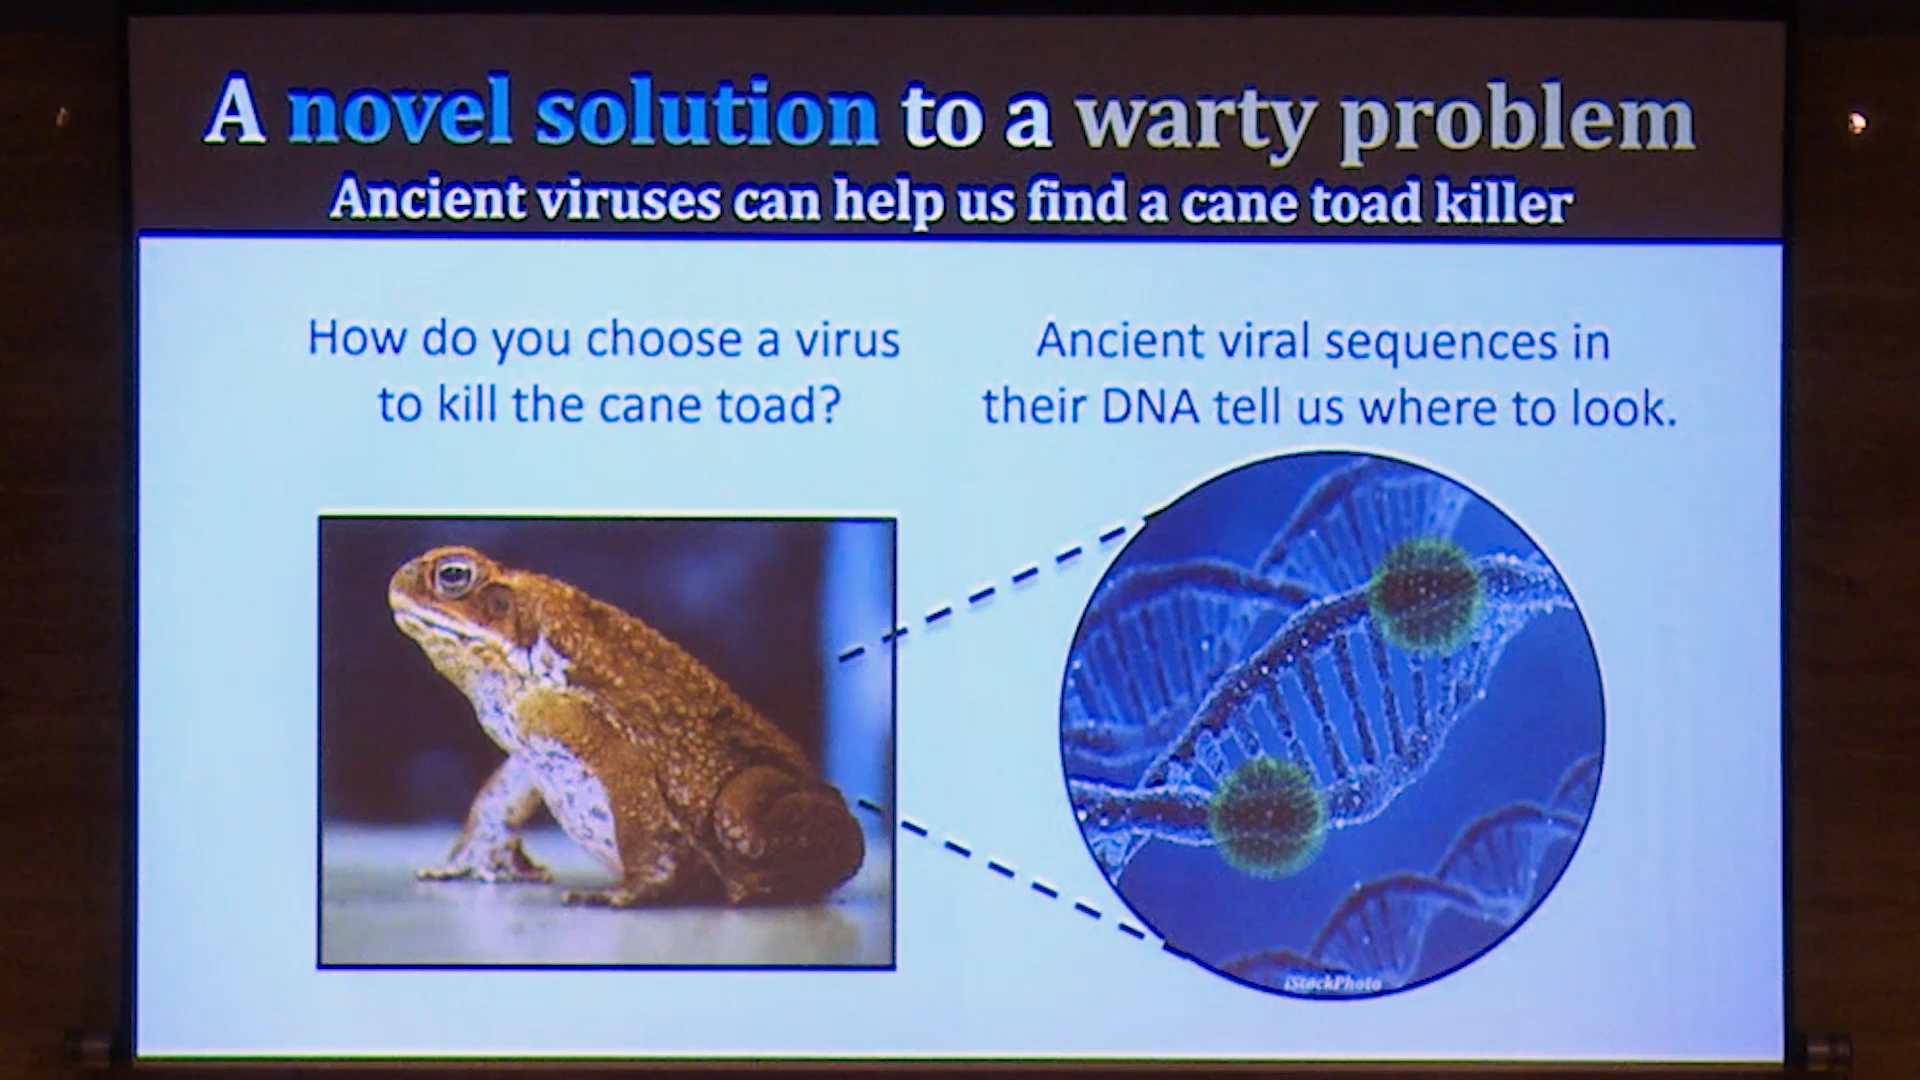 A novel solution to a warty problem
Ancient viruses can help us find a cane toad killer
How do you choose a virus
to kill the cane toad?
Ancient viral sequences in
their DNA tell us where to look.
iStockPhoto